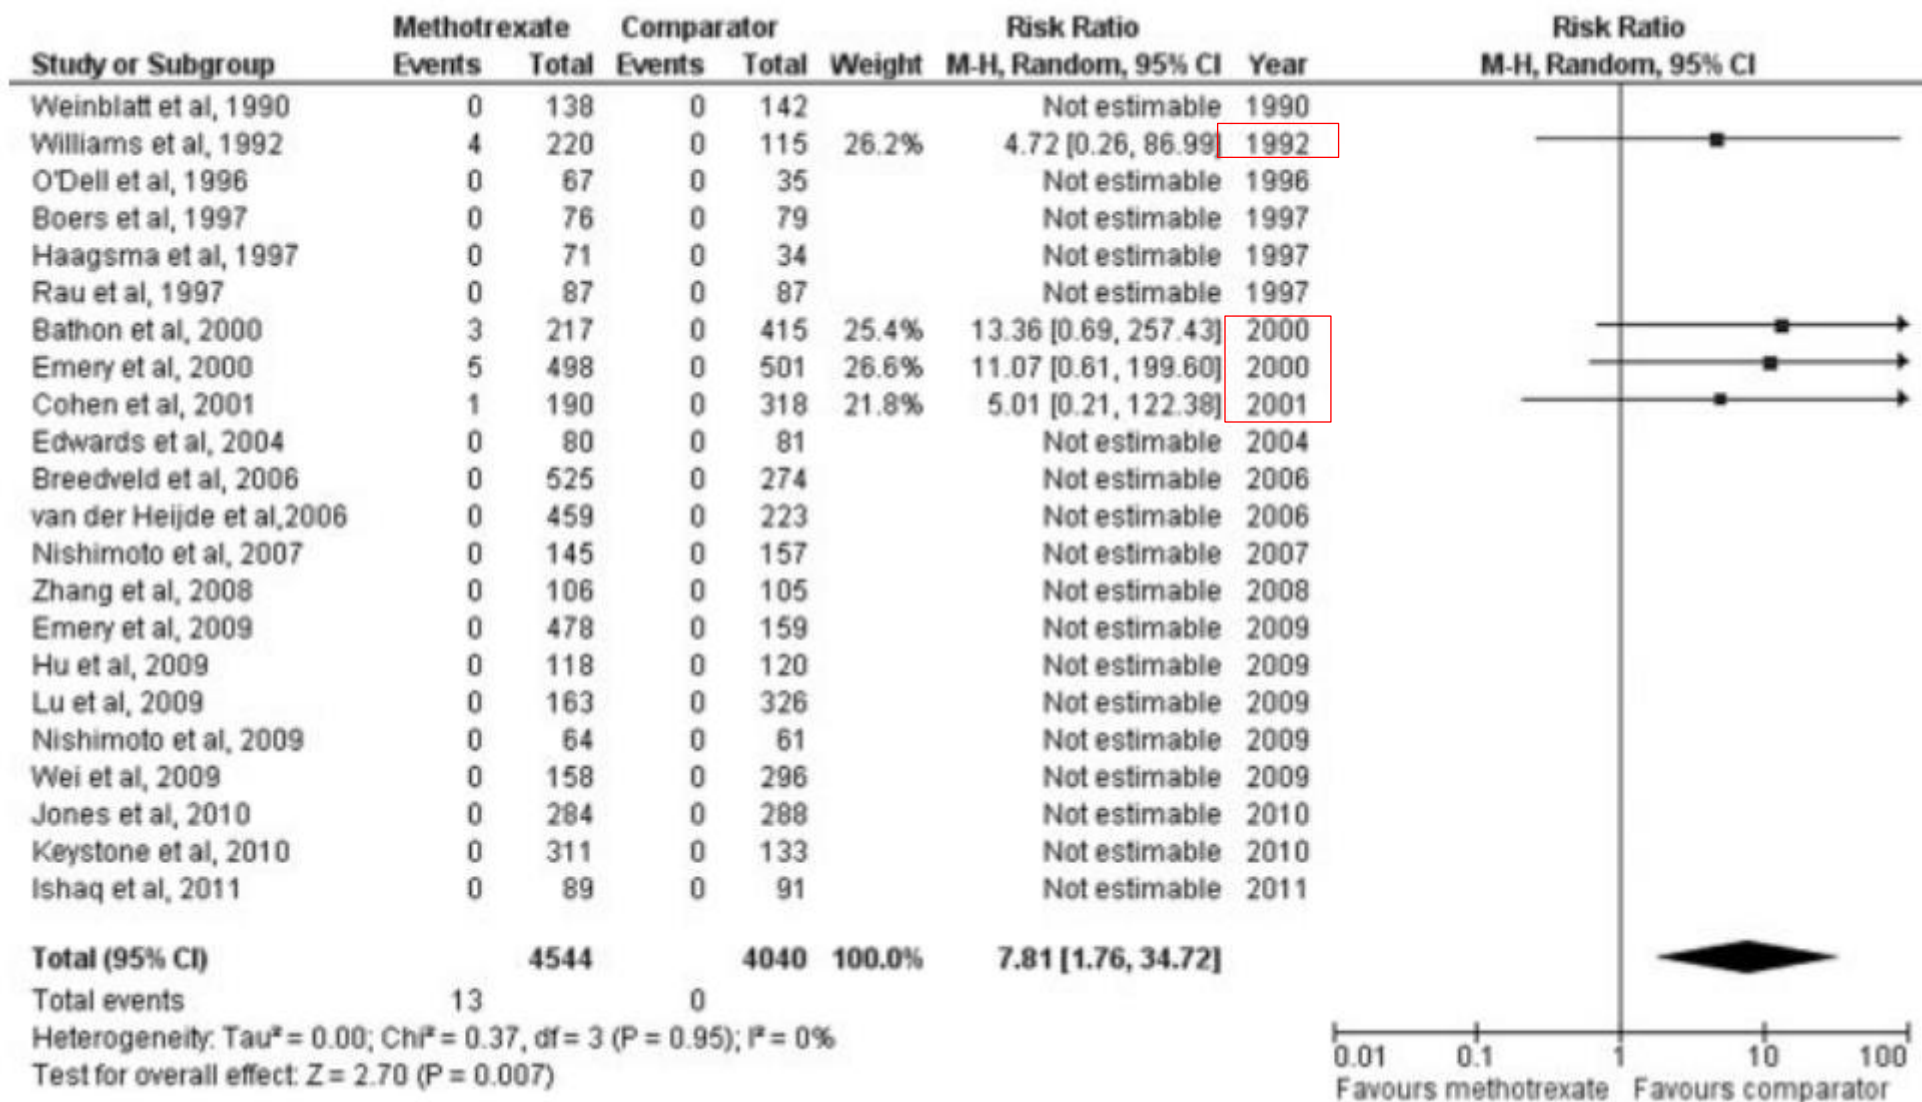 Methotrexate Comparator Risk Ratio Risk Ratio
Study or Subgroup Events Total Events Total Weight M-H, Random, 95% CI Year M-H, Random, 95% CI
Weinblatt et al, 1990 0 138 0 142 Not estimable 1990
Williams et al, 1992 4 220 0 115 26.2% 4.72 [0.26, 86.99] 1992
O'Dell et al, 1996 0 67 0 35 Not estimable 1996
Boers et al, 1997 0 76 0 79 Not estimable 1997
Haagsma et al, 1997 0 71 0 34 Not estimable 1997
Rau et al, 1997 0 87 0 87 Not estimable 1997
Bathon et al, 2000 3 217 0 415 25.4% 13.36 [0.69, 257.43] 2000
Emery et al, 2000 5 498 0 501 26.6% 11.07 [0.61, 199.60] 2000
Cohen et al, 2001 1 190 0 318 21.8% 5.01 [0.21, 122.38] 2001
Edwards et al, 2004 0 80 0 81 Not estimable 2004
Breedveld et al, 2006 0 525 0 274 Not estimable 2006
van der Heijde et al,2006 0 459 0 223 Not estimable 2006
Nishimoto et al, 2007 0 145 0 157 Not estimable 2007
Zhang et al, 2008 0 106 0 105 Not estimable 2008
Emery et al, 2009 0 478 0 159 Not estimable 2009
Hu et al, 2009 0 118 0 120 Not estimable 2009
Lu et al, 2009 0 163 0 326 Not estimable 2009
Nishimoto et al, 2009 0 64 0 61 Not estimable 2009
Wei et al, 2009 0 158 0 296 Not estimable 2009
Jones et al, 2010 0 284 0 288 Not estimable 2010
Keystone et al, 2010 0 311 0 133 Not estimable 2010
Ishaq et al, 2011 0 89 0 91 Not estimable 2011
Total (95% CI) 4544 4040 100.0% 7.81 [1.76, 34.72]
Total events 13 0
Heterogeneity: Tau² = 0.00; Chi² = 0.37, df = 3 (P = 0.95); I² = 0%
Test for overall effect: Z = 2.70 (P = 0.007)
0.01 0.1 1 10 100
Favours methotrexate Favours comparator